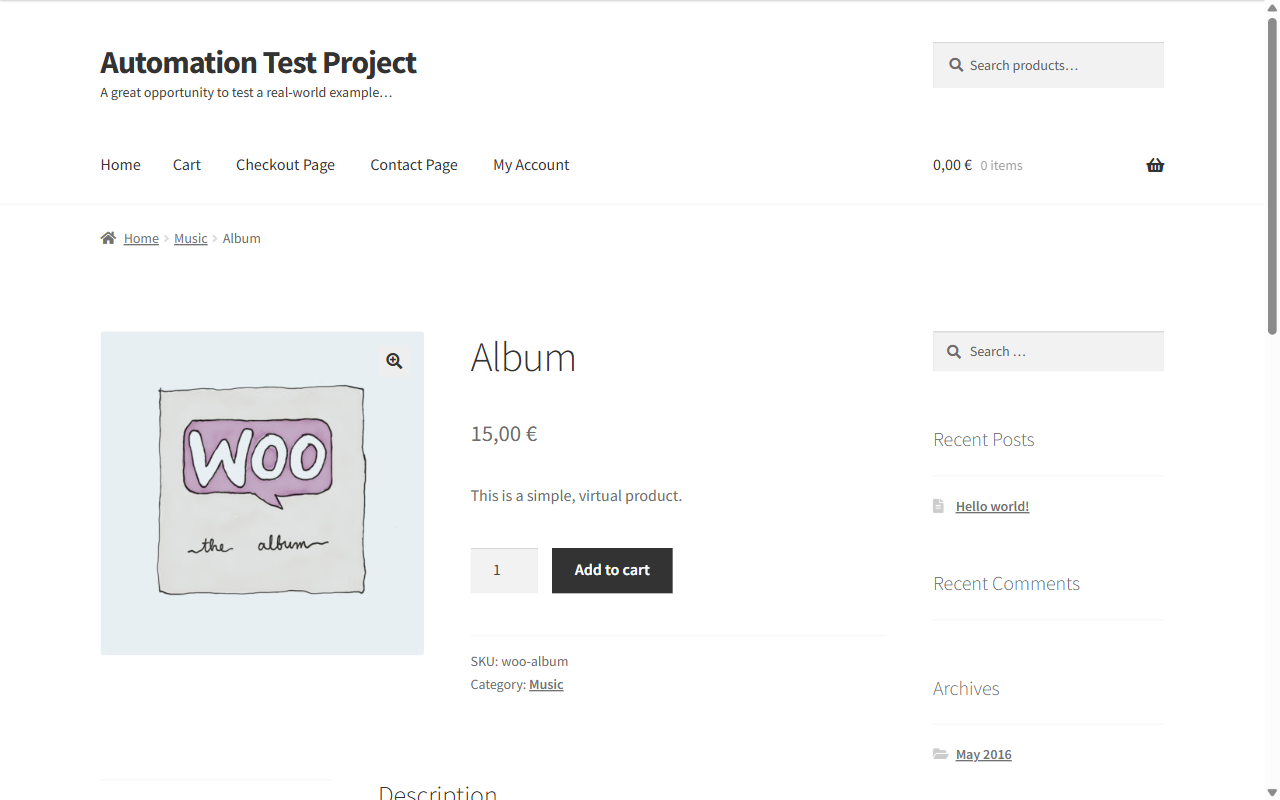 Automation Test Project
A great opportunity to test a real-world example…
Search products…
Home Cart Checkout Page Contact Page My Account
0,00 € 0 items
Home Music Album
WOO
the album
Album
15,00 €
This is a simple, virtual product.
1 Add to cart
SKU: woo-album
Category: Music
Search …
Recent Posts
Hello world!
Recent Comments
Archives
May 2016
Description